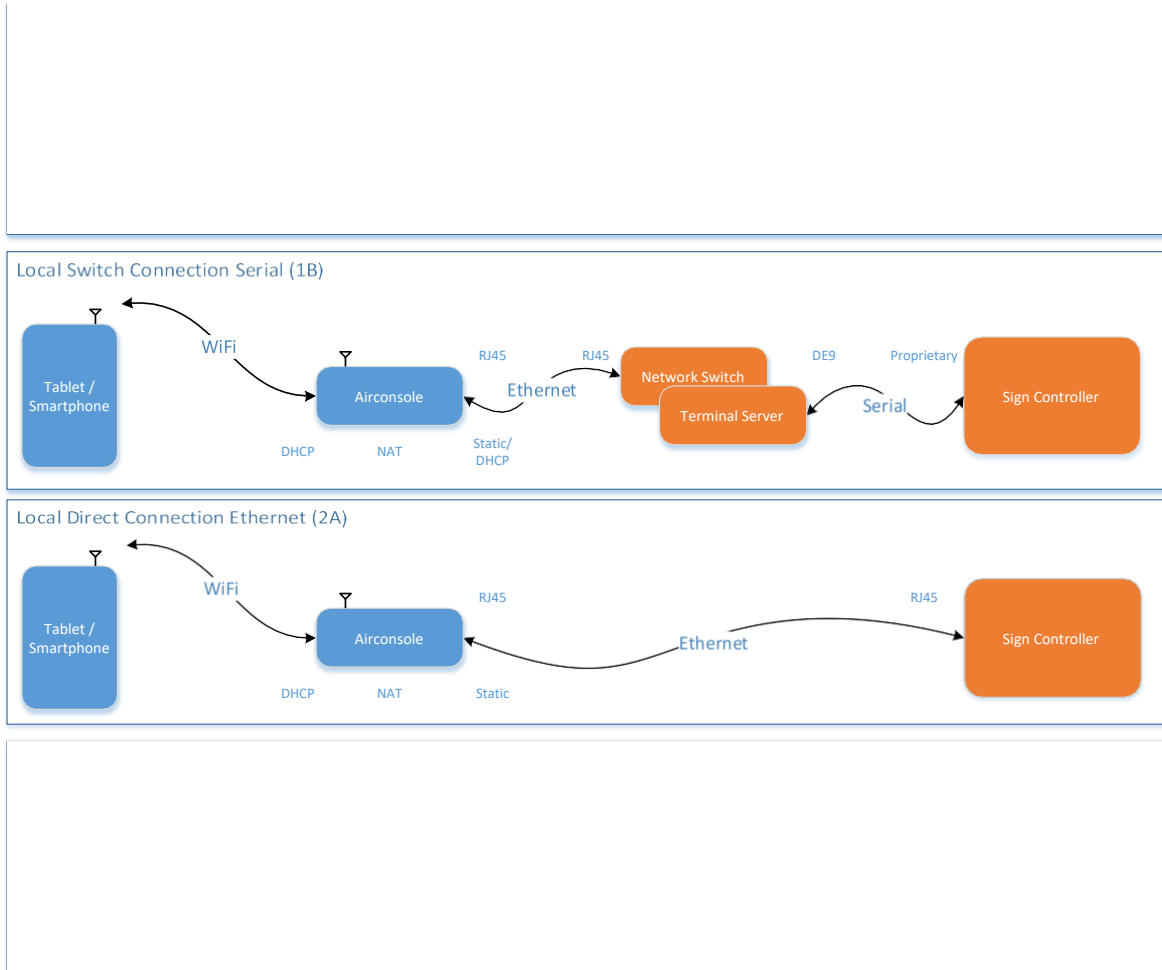 Local Switch Connection Serial (1B)
WiFi
Tablet /
Smartphone
Airconsole
RJ45
RJ45
Ethernet
Network Switch
Terminal Server
DE9
Proprietary
Serial
Sign Controller
DHCP
NAT
Static/
DHCP
Local Direct Connection Ethernet (2A)
WiFi
Tablet /
Smartphone
Airconsole
RJ45
RJ45
Ethernet
Sign Controller
DHCP
NAT
Static